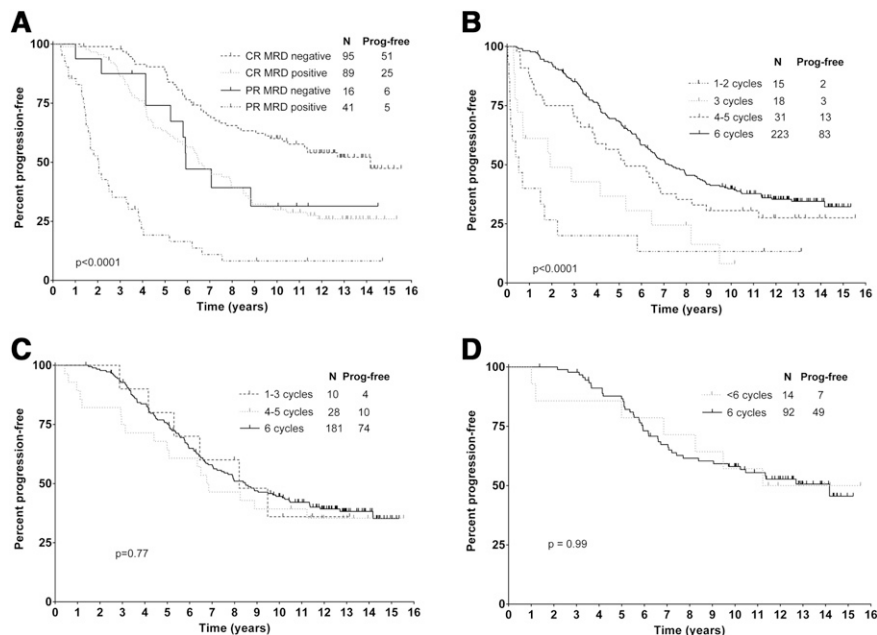 A
N Prog-free
CR MRD negative 95 51
CR MRD positive 89 25
PR MRD negative 16 6
PR MRD positive 41 5
Percent progression-free
100
75
50
25
0
p<0.0001
0 1 2 3 4 5 6 7 8 9 10 11 12 13 14 15 16
Time (years)
B
N Prog-free
1-2 cycles 15 2
3 cycles 18 3
4-5 cycles 31 13
6 cycles 223 83
Percent progression-free
100
75
50
25
0
p<0.0001
0 1 2 3 4 5 6 7 8 9 10 11 12 13 14 15 16
Time (years)
C
N Prog-free
1-3 cycles 10 4
4-5 cycles 28 10
6 cycles 181 74
Percent progression-free
100
75
50
25
0
p=0.77
0 1 2 3 4 5 6 7 8 9 10 11 12 13 14 15 16
Time (years)
D
N Prog-free
<6 cycles 14 7
6 cycles 92 49
Percent progression-free
100
75
50
25
0
p = 0.99
0 1 2 3 4 5 6 7 8 9 10 11 12 13 14 15 16
Time (years)